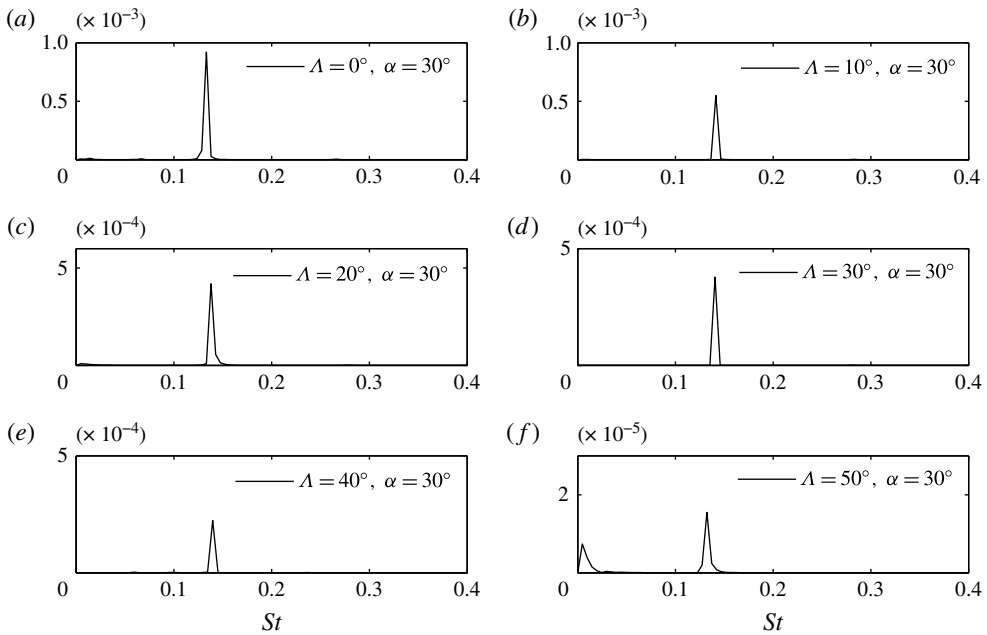 (a) (× 10⁻³)
1.0
0.5
0 0.1 0.2 0.3 0.4
Λ = 0°, α = 30°
(b) (× 10⁻³)
1.0
0.5
0 0.1 0.2 0.3 0.4
Λ = 10°, α = 30°
(c) (× 10⁻⁴)
5
0 0.1 0.2 0.3 0.4
Λ = 20°, α = 30°
(d) (× 10⁻⁴)
5
0 0.1 0.2 0.3 0.4
Λ = 30°, α = 30°
(e) (× 10⁻⁴)
5
0 0.1 0.2 0.3 0.4
Λ = 40°, α = 30°
St
(f) (× 10⁻⁵)
2
0 0.1 0.2 0.3 0.4
Λ = 50°, α = 30°
St